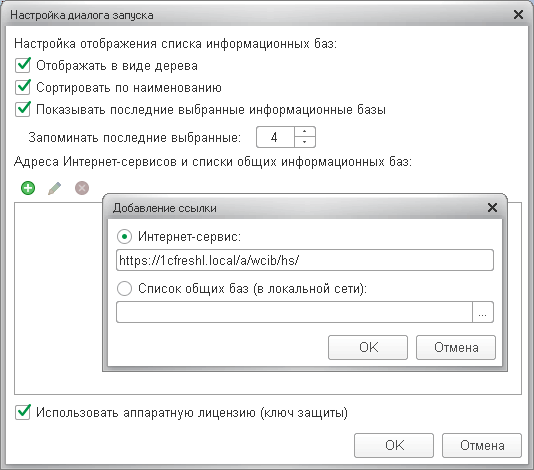 Настройка диалога запуска
Настройка отображения списка информационных баз:
Отображать в виде дерева
Сортировать по наименованию
Показывать последние выбранные информационные базы
Запоминать последние выбранные: 4
Адреса Интернет-сервисов и списки общих информационных баз:
Добавление ссылки
Интернет-сервис:
https://1cfreshl.local/a/wcib/hs/
Список общих баз (в локальной сети):
...
OK Отмена
Использовать аппаратную лицензию (ключ защиты)
OK Отмена